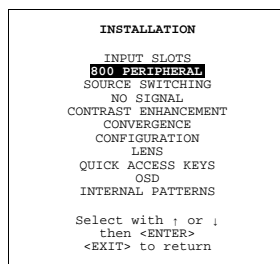 INSTALLATION
INPUT SLOTS
800 PERIPHERAL
SOURCE SWITCHING
NO SIGNAL
CONTRAST ENHANCEMENT
CONVERGENCE
CONFIGURATION
LENS
QUICK ACCESS KEYS
OSD
INTERNAL PATTERNS
Select with ↑ or ↓
then <ENTER>
<EXIT> to return